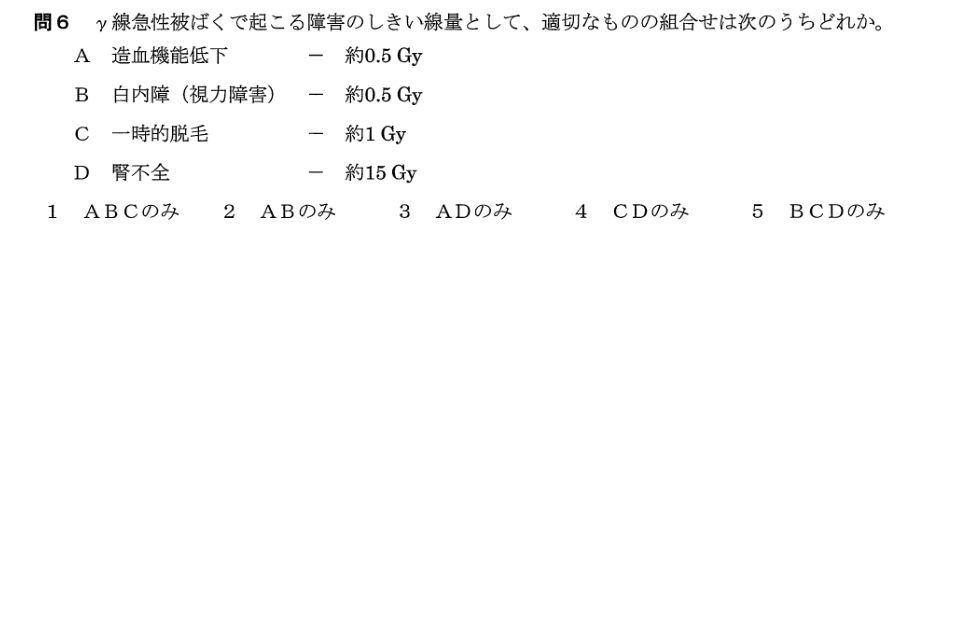 問６　γ線急性被ばくで起こる障害のしきい線量として、適切なものの組合せは次のうちどれか。
Ａ　造血機能低下　－　約0.5 Gy
Ｂ　白内障（視力障害）　－　約0.5 Gy
Ｃ　一時的脱毛　－　約1 Gy
Ｄ　腎不全　－　約15 Gy
１　ＡＢＣのみ　２　ＡＢのみ　３　ＡＤのみ　４　ＣＤのみ　５　ＢＣＤのみ